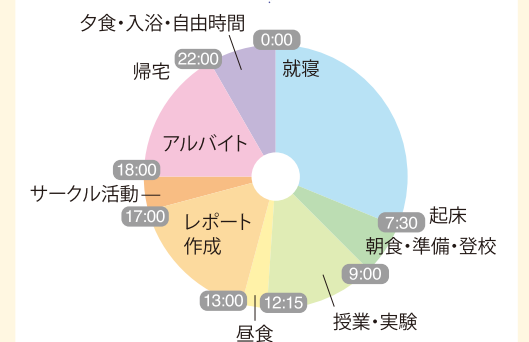 夕食・入浴・自由時間
0:00
22:00
就寝
帰宅
アルバイト
18:00
サークル活動
17:00
レポート
作成
7:30
起床
朝食・準備・登校
9:00
13:00
12:15
授業・実験
昼食